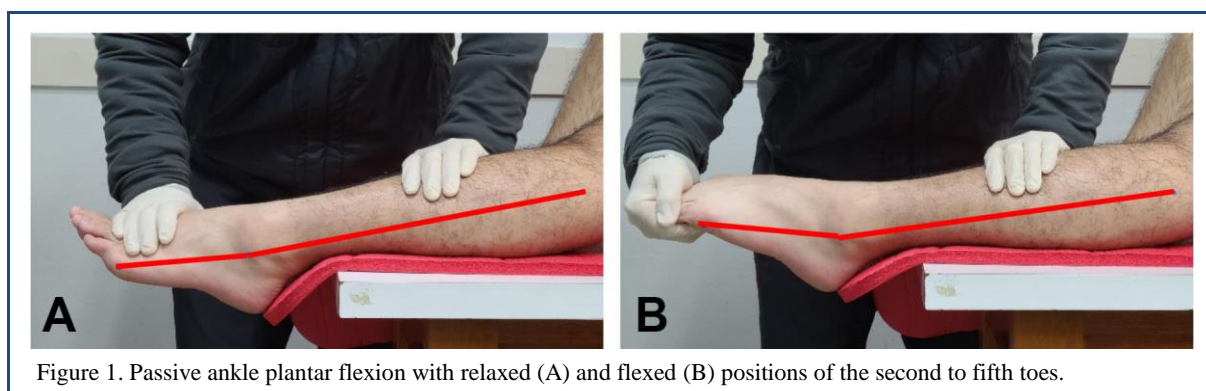 A
B
Figure 1. Passive ankle plantar flexion with relaxed (A) and flexed (B) positions of the second to fifth toes.